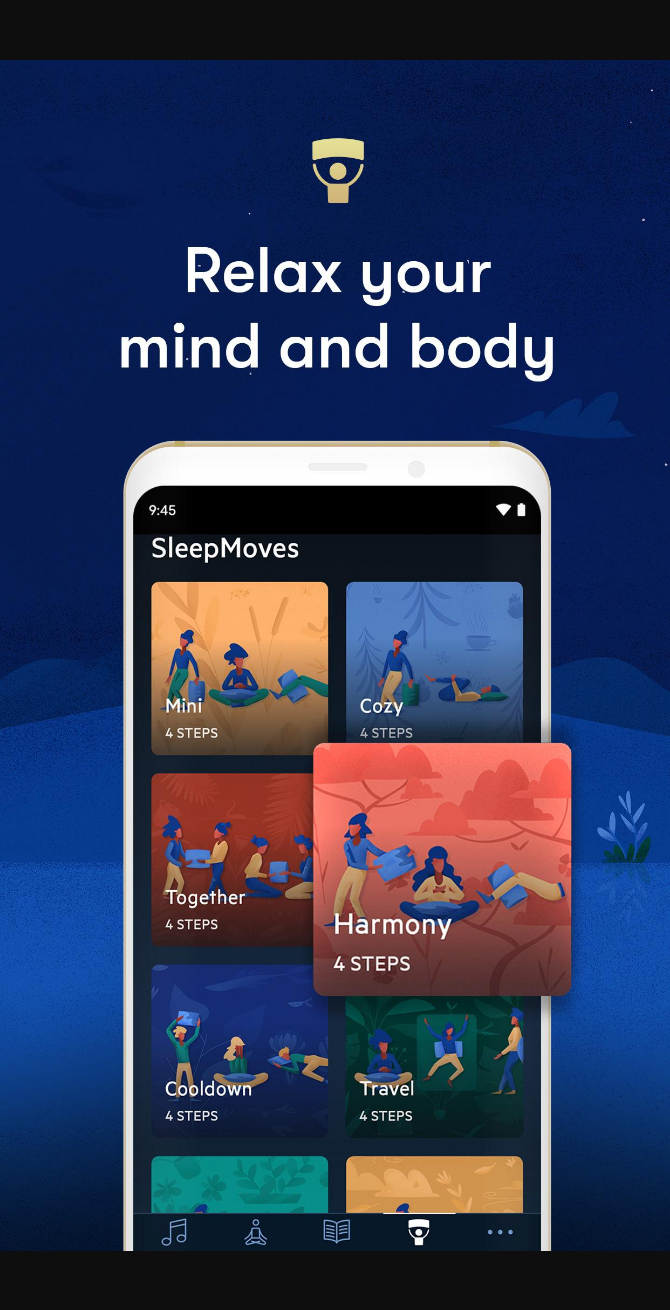 Relax your
mind and body
9:45
SleepMoves
Mini
4 STEPS
Cozy
4 STEPS
Together
4 STEPS
Harmony
4 STEPS
Cooldown
4 STEPS
Travel
4 STEPS